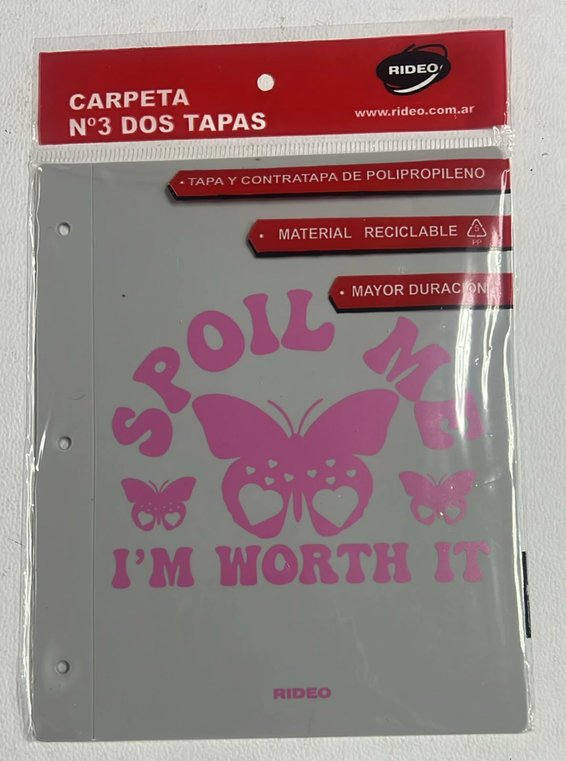 RIDEO
CARPETA
Nº3 DOS TAPAS
www.rideo.com.ar
• TAPA Y CONTRATAPA DE POLIPROPILENO
• MATERIAL RECICLABLE
5
PP
• MAYOR DURACION
SPOIL ME
I'M WORTH IT
RIDEO